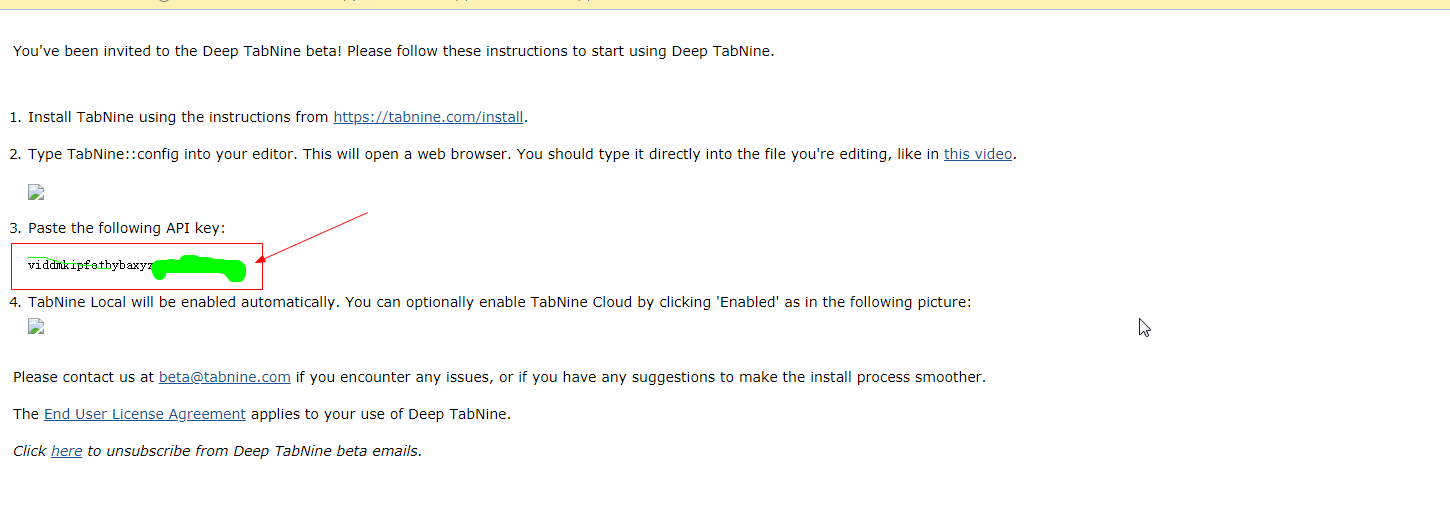 You've been invited to the Deep TabNine beta! Please follow these instructions to start using Deep TabNine.
1. Install TabNine using the instructions from https://tabnine.com/install.
2. Type TabNine::config into your editor. This will open a web browser. You should type it directly into the file you're editing, like in this video.
3. Paste the following API key:
4. TabNine Local will be enabled automatically. You can optionally enable TabNine Cloud by clicking 'Enabled' as in the following picture:
Please contact us at beta@tabnine.com if you encounter any issues, or if you have any suggestions to make the install process smoother.
The End User License Agreement applies to your use of Deep TabNine.
Click here to unsubscribe from Deep TabNine beta emails.